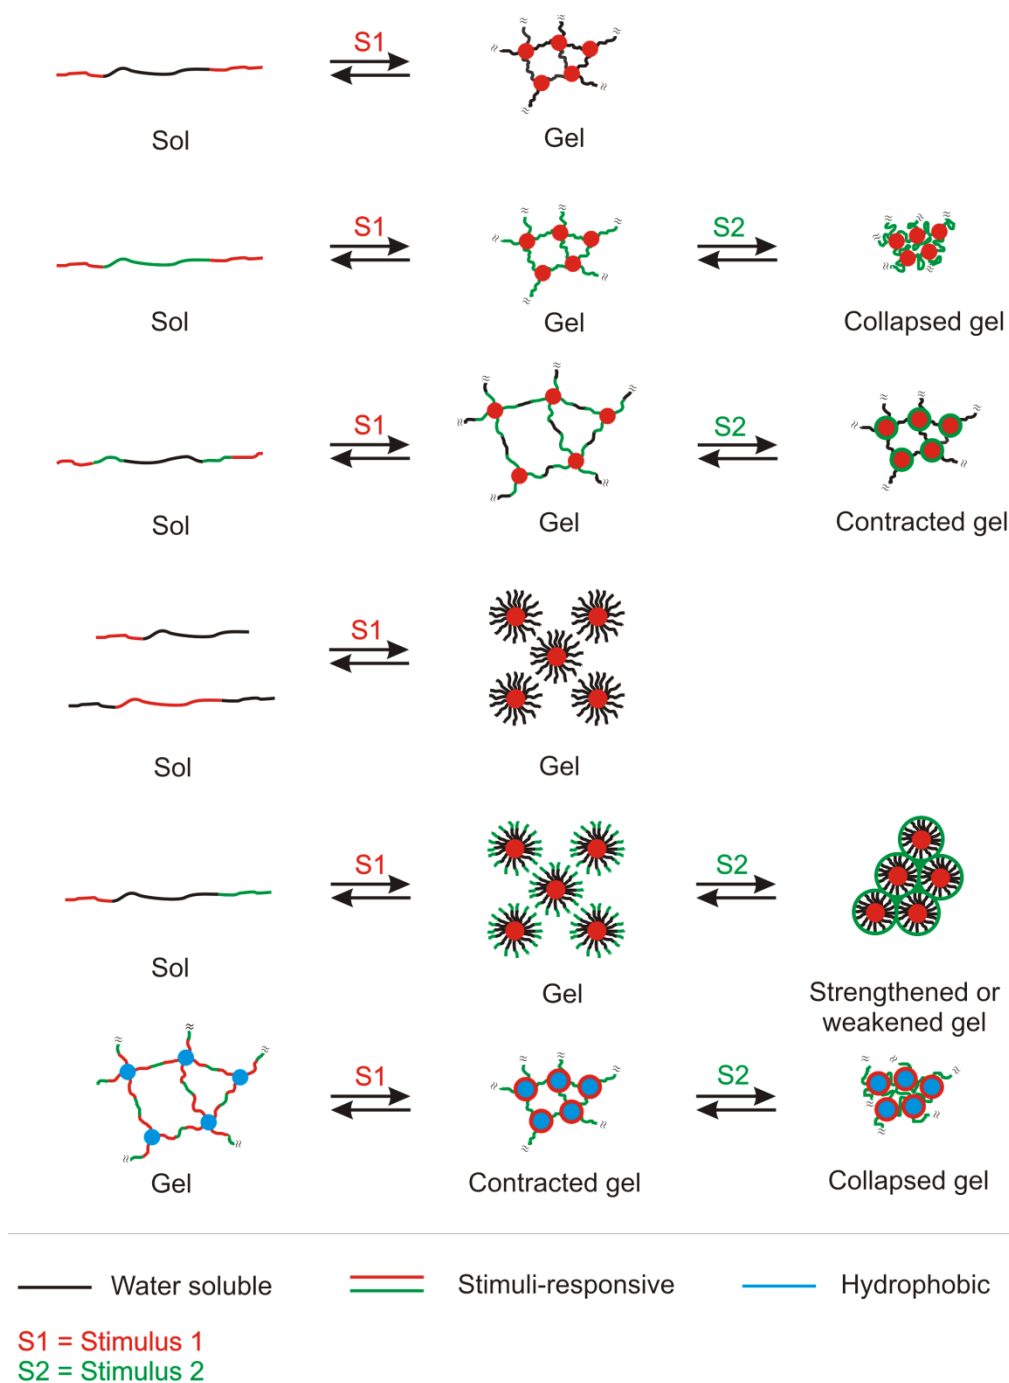 S1
Sol
Gel
S1
S2
Sol
Gel
Collapsed gel
S1
S2
Sol
Gel
Contracted gel
S1
Sol
Gel
S1
S2
Sol
Gel
Strengthened or
weakened gel
S1
S2
Gel
Contracted gel
Collapsed gel
Water soluble
Stimuli-responsive
Hydrophobic
S1 = Stimulus 1
S2 = Stimulus 2